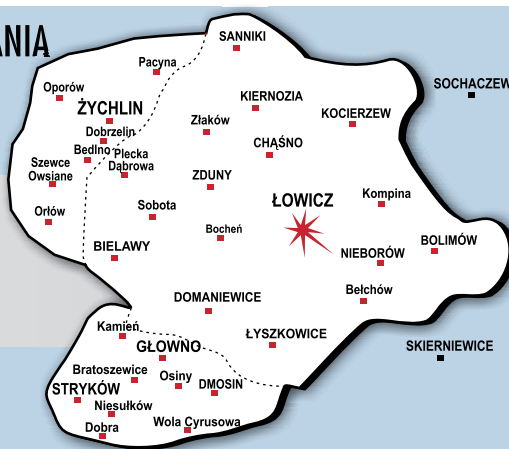 ANIA
SANNIKI
Pacyna
SOCHACZEW
Oporów
KIERNOZIA
ŻYCHLIN
KOCIERZEW
Złaków
Dobrzelin
CHĄŚNO
Bedlno
Plecka
Dąbrowa
Szewce
Owsiane
ZDUNY
Kompina
ŁOWICZ
Sobota
Orłów
Bocheń
BOLIMÓW
BIELAWY
NIEBORÓW
Bełchów
DOMANIEWICE
Kamień
ŁYSZKOWICE
GŁOWNO
SKIERNIEWICE
Bratoszewice
Osiny
DMOSIN
STRYKÓW
Niesułków
Wola Cyrusowa
Dobra